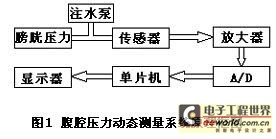 注水泵
膀胱压力 传感器 放大器
显示器 单片机 A/D
图1 腹腔压力动态测量系
电子工程世界